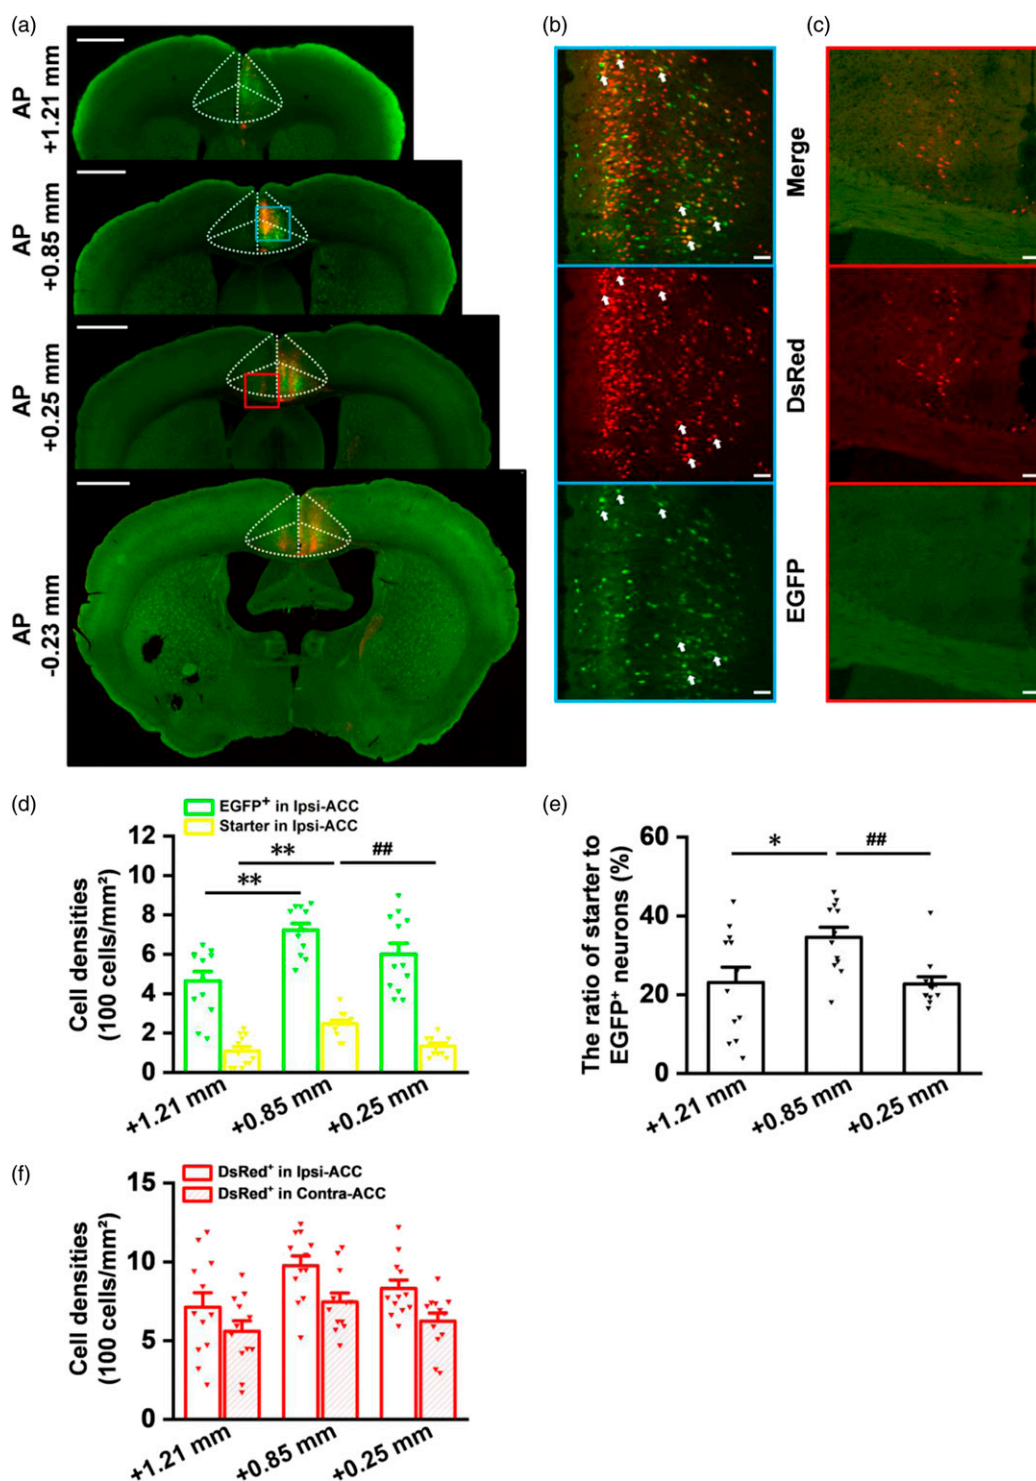 (a)
AP
+1.21 mm
AP
+0.85 mm
AP
+0.25 mm
AP
-0.23 mm
(b)
(c)
Merge
DsRed
EGFP
(d)
EGFP⁺ in Ipsi-ACC
Starter in Ipsi-ACC
Cell densities
(100 cells/mm²)
12
10
8
6
4
2
0
**
**
##
+1.21 mm
+0.85 mm
+0.25 mm
(e)
The ratio of starter to
EGFP⁺ neurons (%)
60
40
20
0
*
##
+1.21 mm
+0.85 mm
+0.25 mm
(f)
DsRed⁺ in Ipsi-ACC
DsRed⁺ in Contra-ACC
Cell densities
(100 cells/mm²)
15
10
5
0
+1.21 mm
+0.85 mm
+0.25 mm